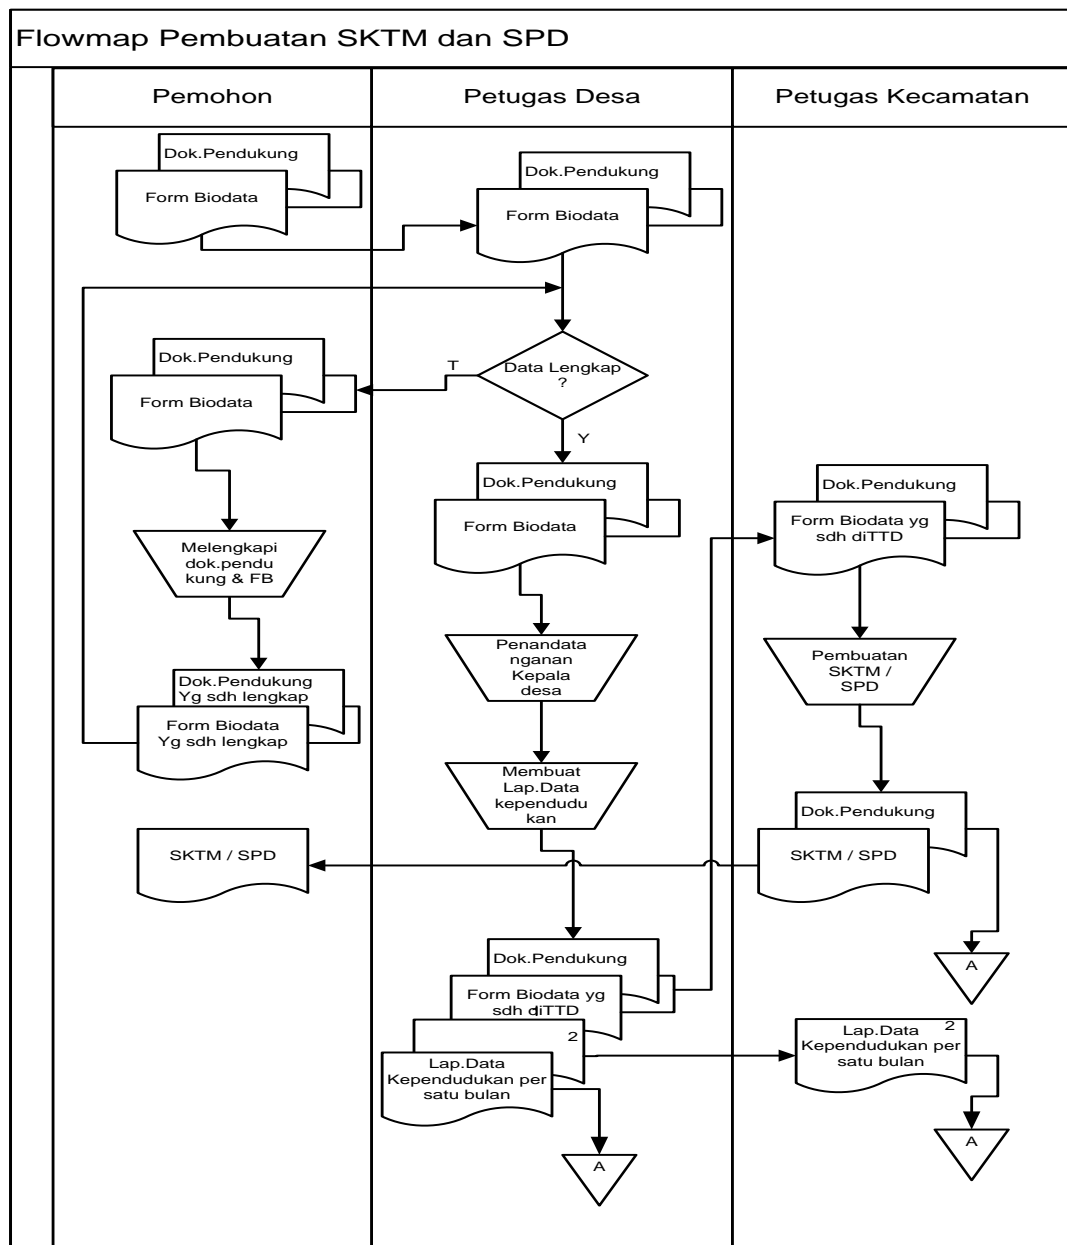 Flowmap Pembuatan SKTM dan SPD
Pemohon
Petugas Desa
Petugas Kecamatan
Dok.Pendukung
Form Biodata
Dok.Pendukung
Form Biodata
Data Lengkap
?
T
Y
Dok.Pendukung
Form Biodata
Melengkapi
dok.pendu
kung & FB
Dok.Pendukung
Yg sdh lengkap
Form Biodata
Yg sdh lengkap
Dok.Pendukung
Form Biodata
Penandata
nganan
Kepala
desa
Membuat
Lap.Data
kependudu
kan
Dok.Pendukung
Form Biodata yg
sdh diTTD
1
2
Lap.Data
Kependudukan per
satu bulan
A
Dok.Pendukung
Form Biodata yg
sdh diTTD
Pembuatan
SKTM /
SPD
Dok.Pendukung
SKTM / SPD
A
SKTM / SPD
Lap.Data 2
Kependudukan per
satu bulan
A